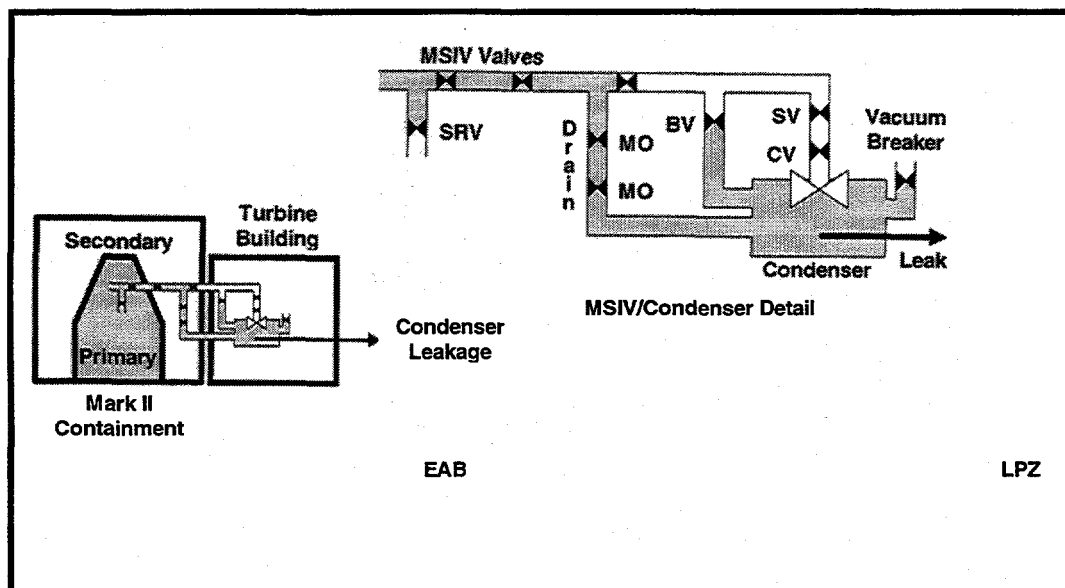 MSIV Valves
SRV
Drain
MO
MO
BV
SV
CV
Vacuum
Breaker
Condenser
Leak
MSIV/Condenser Detail
Secondary
Primary
Mark II
Containment
Turbine
Building
Condenser
Leakage
EAB
LPZ